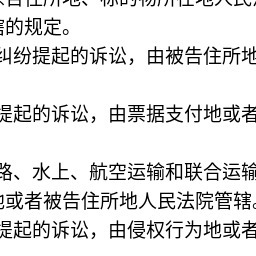 告住所地、标的物所在地人民
辖的规定。
纠纷提起的诉讼，由被告住所地
提起的诉讼，由票据支付地或者
路、水上、航空运输和联合运输
地或者被告住所地人民法院管辖。
提起的诉讼，由侵权行为地或者